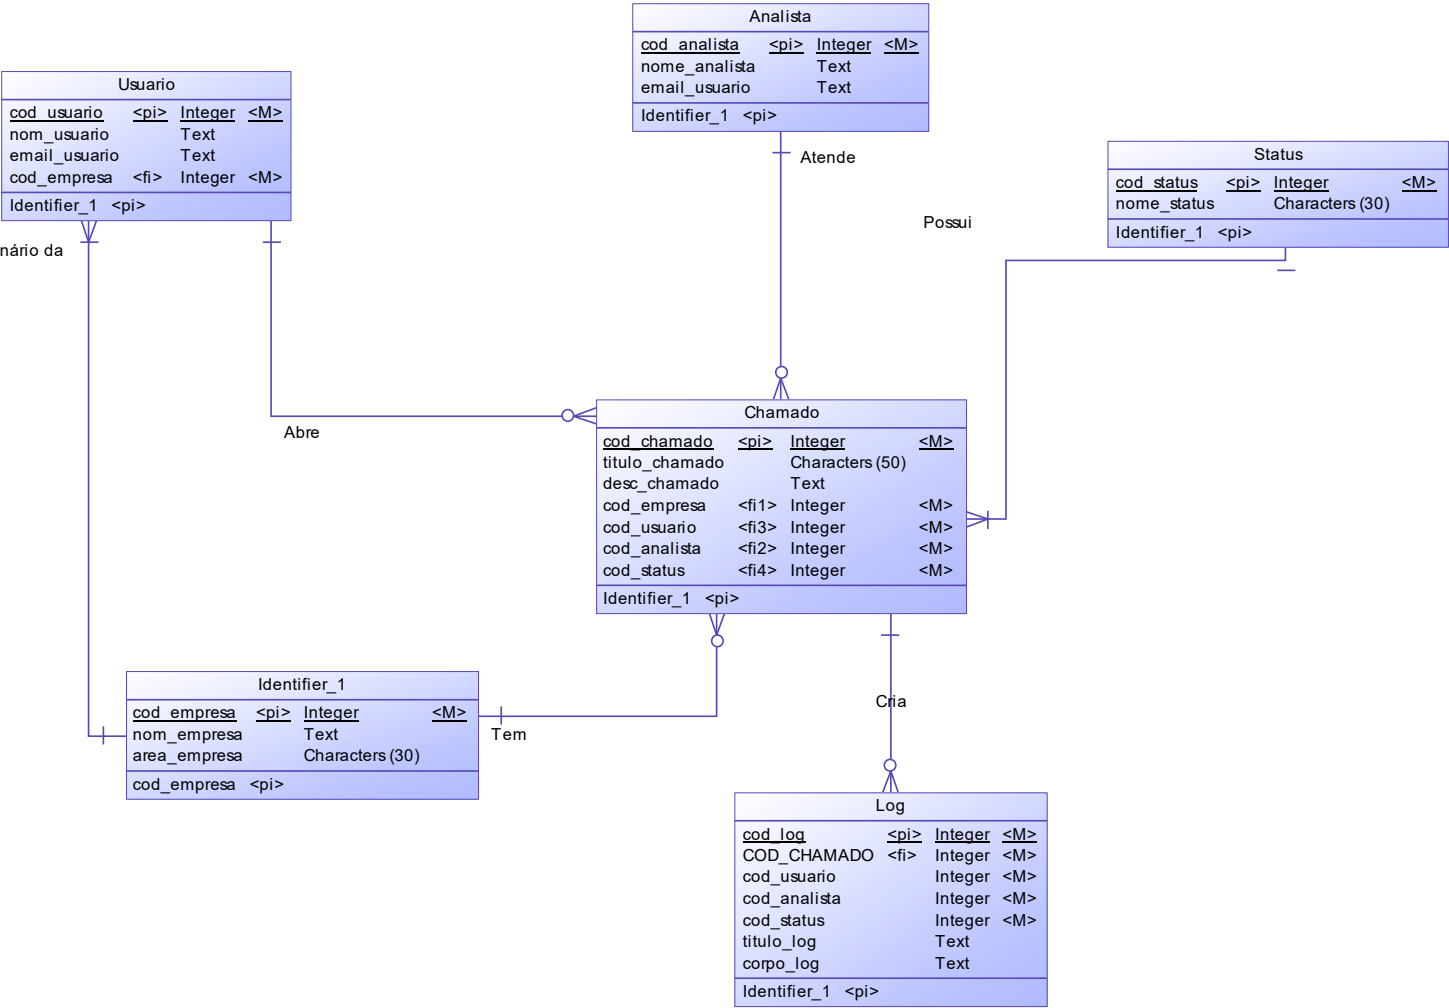 Analista
cod_analista <pi> Integer <M>
nome_analista Text
email_usuario Text
Identifier_1 <pi>
Usuario
cod_usuario <pi> Integer <M>
nom_usuario Text
email_usuario Text
cod_empresa <fi> Integer <M>
Identifier_1 <pi>
Atende
Status
cod_status <pi> Integer <M>
nome_status Characters (30)
Identifier_1 <pi>
Possui
nário da
Abre
Chamado
cod_chamado <pi> Integer <M>
titulo_chamado Characters (50)
desc_chamado Text
cod_empresa <fi1> Integer <M>
cod_usuario <fi3> Integer <M>
cod_analista <fi2> Integer <M>
cod_status <fi4> Integer <M>
Identifier_1 <pi>
Identifier_1
cod_empresa <pi> Integer <M>
nom_empresa Text
area_empresa Characters (30)
cod_empresa <pi>
Tem
Cria
Log
cod_log <pi> Integer <M>
COD_CHAMADO <fi> Integer <M>
cod_usuario Integer <M>
cod_analista Integer <M>
cod_status Integer <M>
titulo_log Text
corpo_log Text
Identifier_1 <pi>